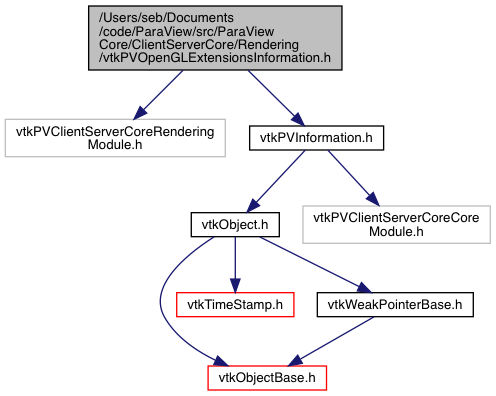 /Users/seb/Documents
/code/ParaView/src/ParaView
Core/ClientServerCore/Rendering
/vtkPVOpenGLExtensionsInformation.h
vtkPVClientServerCoreRendering
Module.h
vtkPVInformation.h
vtkObject.h
vtkPVClientServerCoreCore
Module.h
vtkTimeStamp.h
vtkWeakPointerBase.h
vtkObjectBase.h